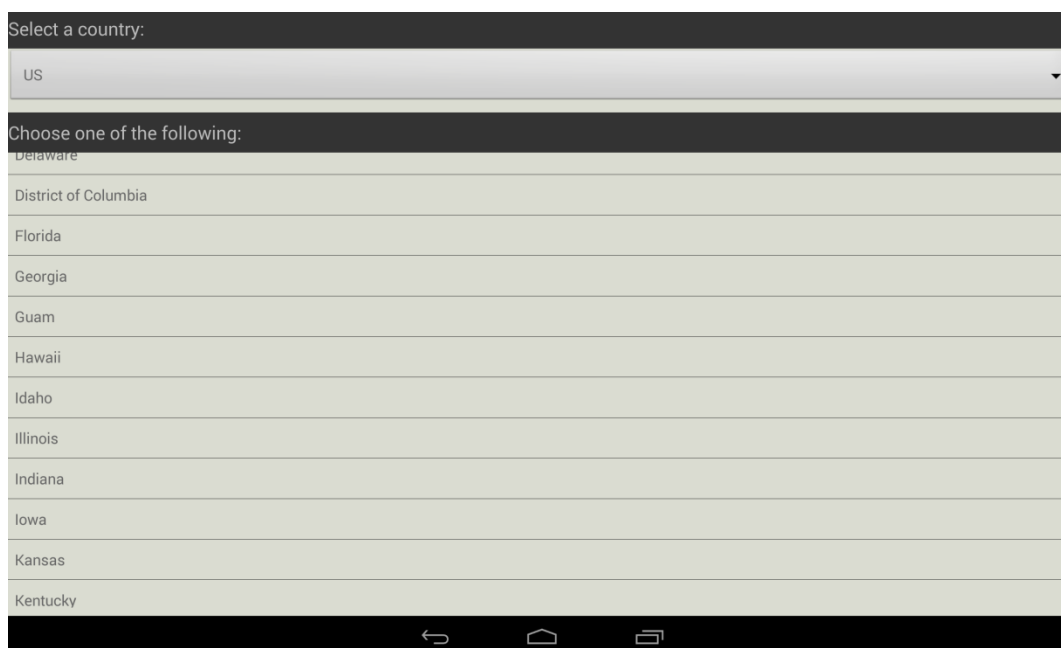 Select a country:
US
Choose one of the following:
Delaware
District of Columbia
Florida
Georgia
Guam
Hawaii
Idaho
Illinois
Indiana
Iowa
Kansas
Kentucky